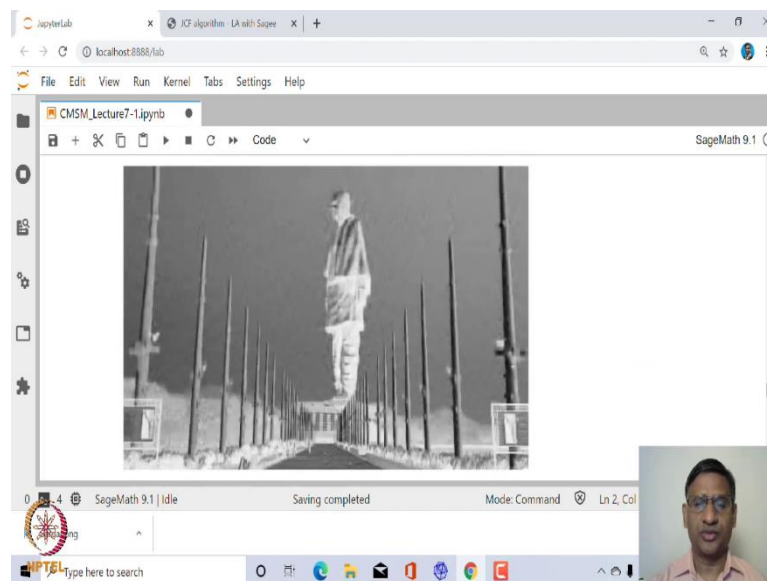 JupyterLab
JCF algorithm - LA with Sagee
localhost:8888/lab
File Edit View Run Kernel Tabs Settings Help
CMSM_Lecture7-1.ipynb
Code
SageMath 9.1
0 4 SageMath 9.1 | Idle Saving completed Mode: Command Ln 2, Col
NPTEL
Type here to search